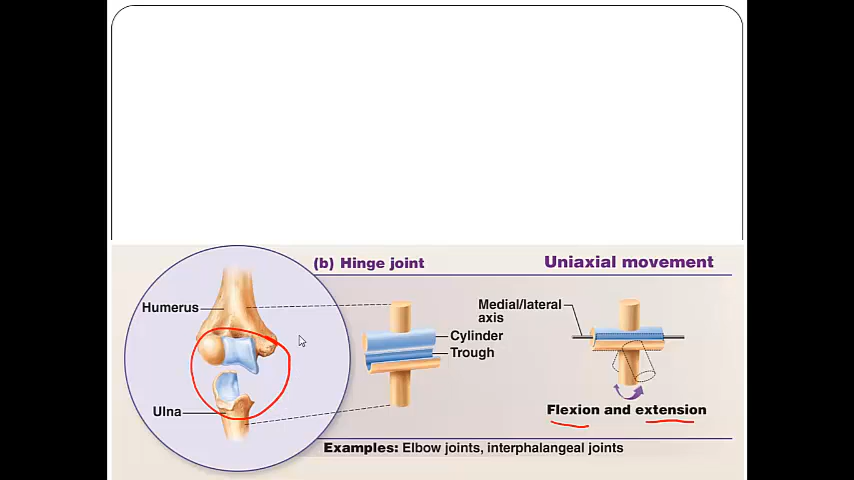 (b) Hinge joint
Uniaxial movement
Humerus
Ulna
Cylinder
Trough
Medial/lateral
axis
Flexion and extension
Examples: Elbow joints, interphalangeal joints